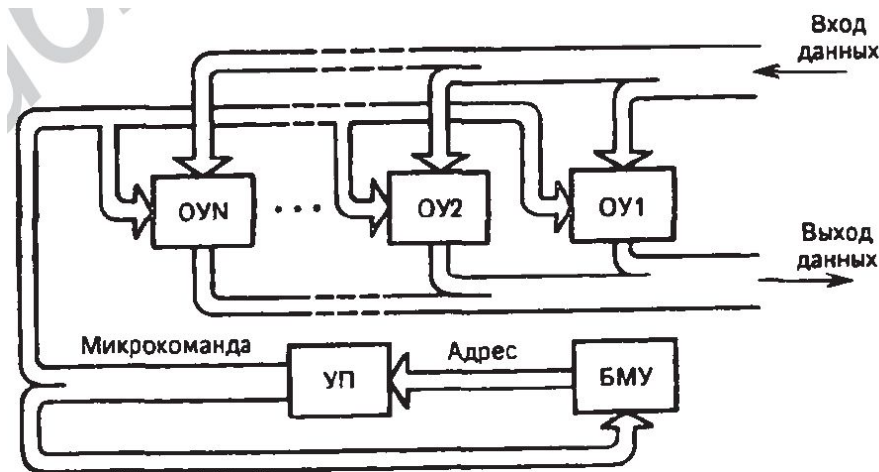 Вход
данных
ОУN
. . .
ОУ2
ОУ1
Выход
данных
Микрокоманда
Адрес
УП
БМУ